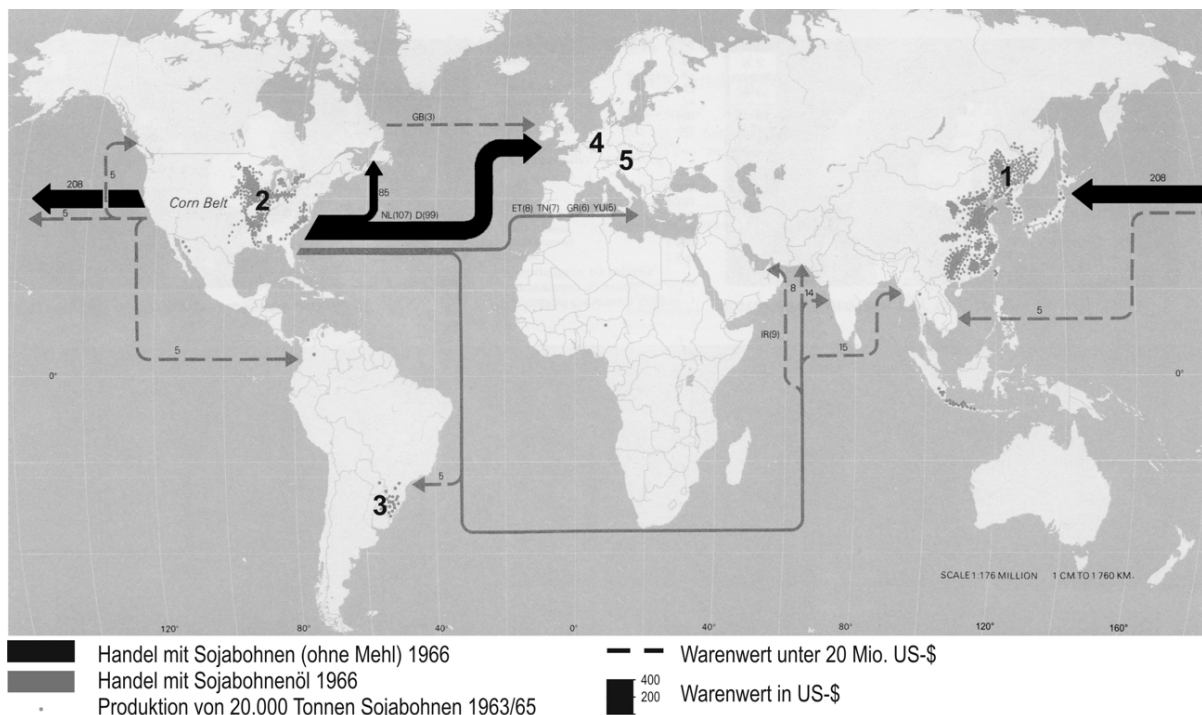 GB(3)
4
5
1
208
5
Corn Belt
2
85
208
5
NL(107) D(99)
ET(8) TN(7) GR(6) YU(5)
8
14
IR(9)
5
5
15
0°
0°
5
3
SCALE 1:176 MILLION 1 CM TO 1 760 KM.
120°
80°
40°
0°
40°
80°
120°
160°
Handel mit Sojabohnen (ohne Mehl) 1966
Handel mit Sojabohnenöl 1966
Produktion von 20.000 Tonnen Sojabohnen 1963/65
Warenwert unter 20 Mio. US-$
400
200
Warenwert in US-$